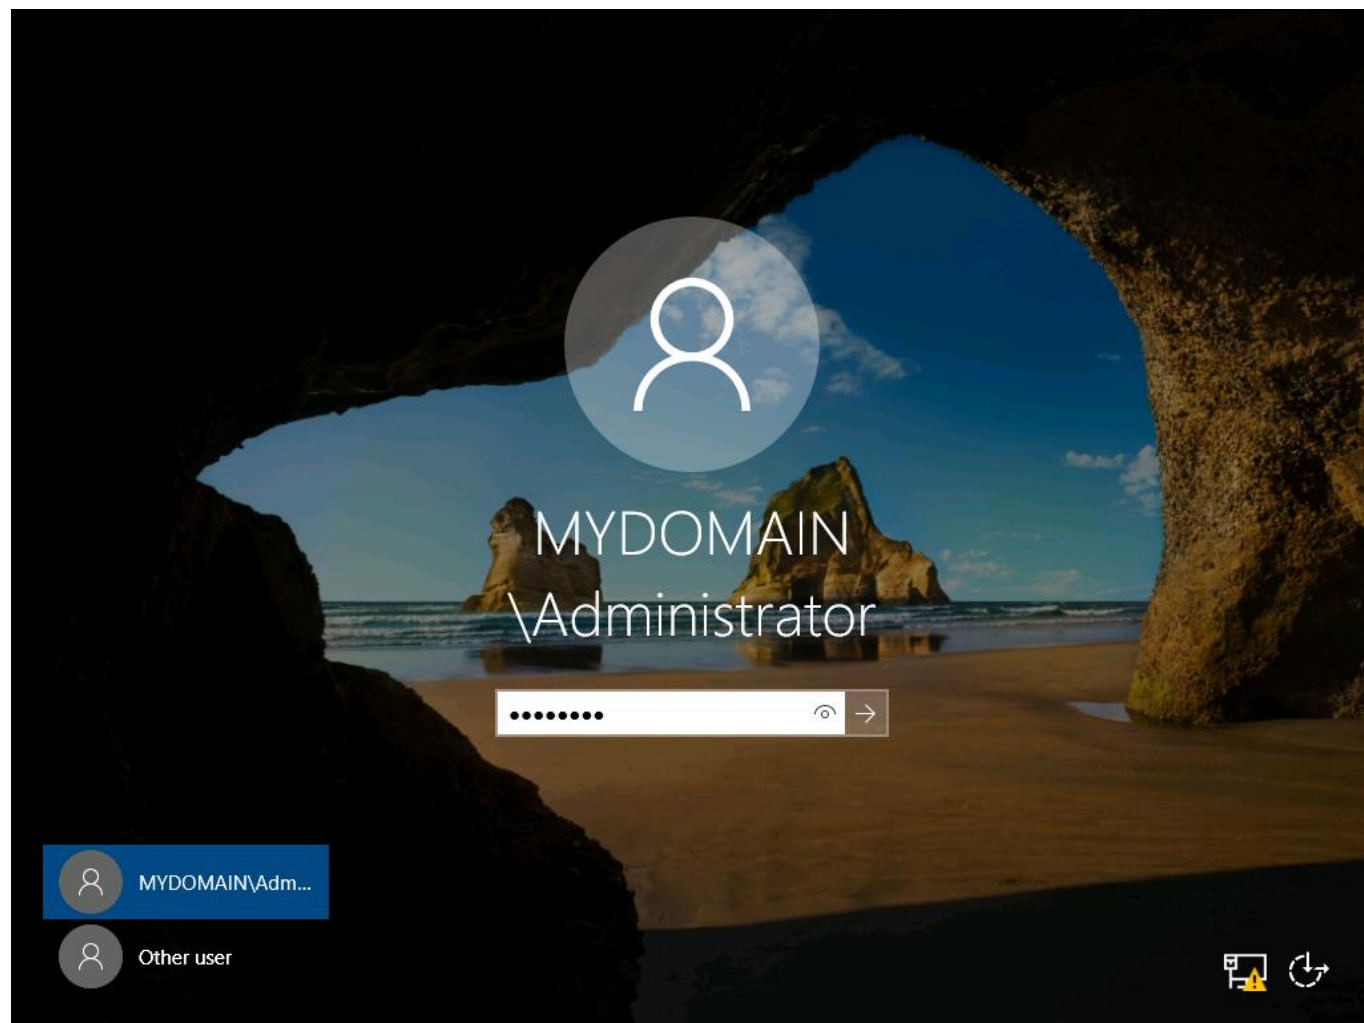 MYDOMAIN
\Administrator
••••••••
MYDOMAIN\Adm...
Other user